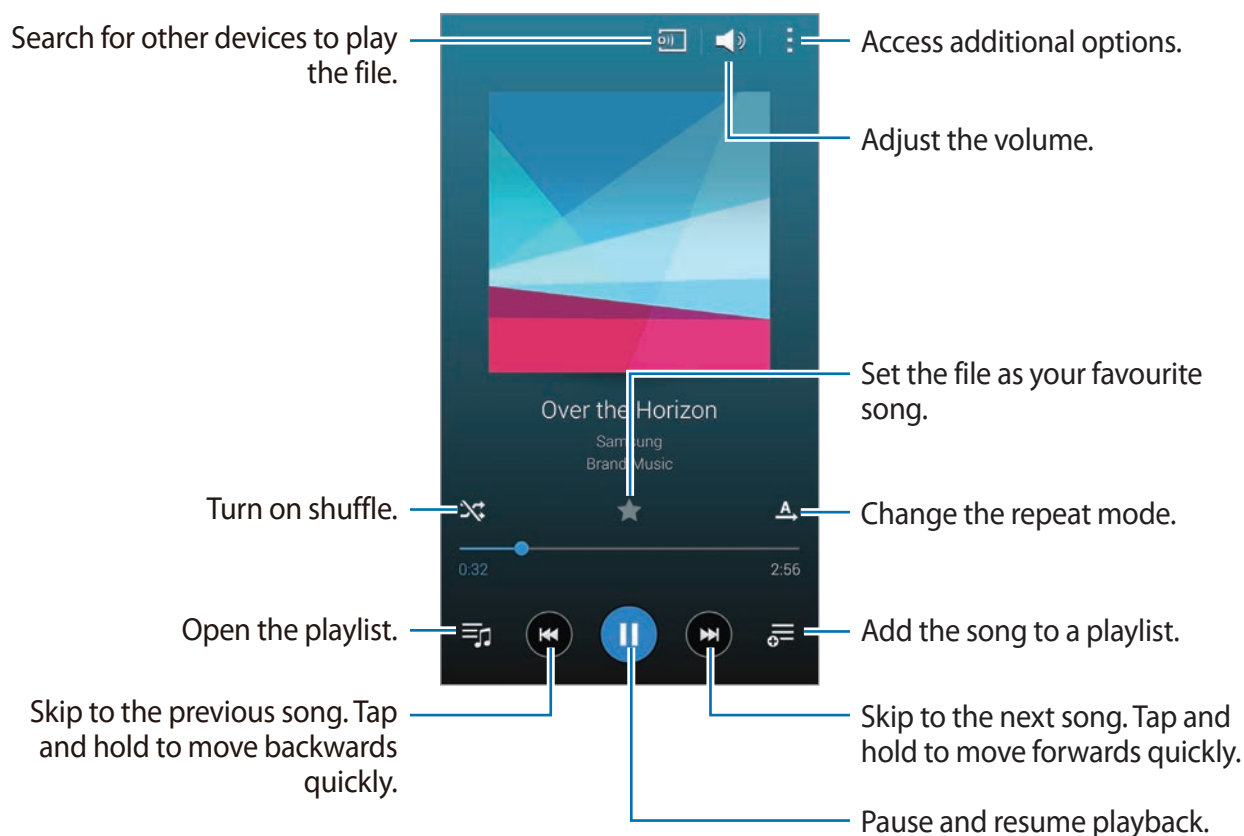 Search for other devices to play
the file.
Access additional options.
Adjust the volume.
Set the file as your favourite
song.
Over the Horizon
Samsung
Brand Music
Turn on shuffle.
A
Change the repeat mode.
0:32
2:56
Open the playlist.
Add the song to a playlist.
Skip to the previous song. Tap
and hold to move backwards
quickly.
Skip to the next song. Tap and
hold to move forwards quickly.
Pause and resume playback.